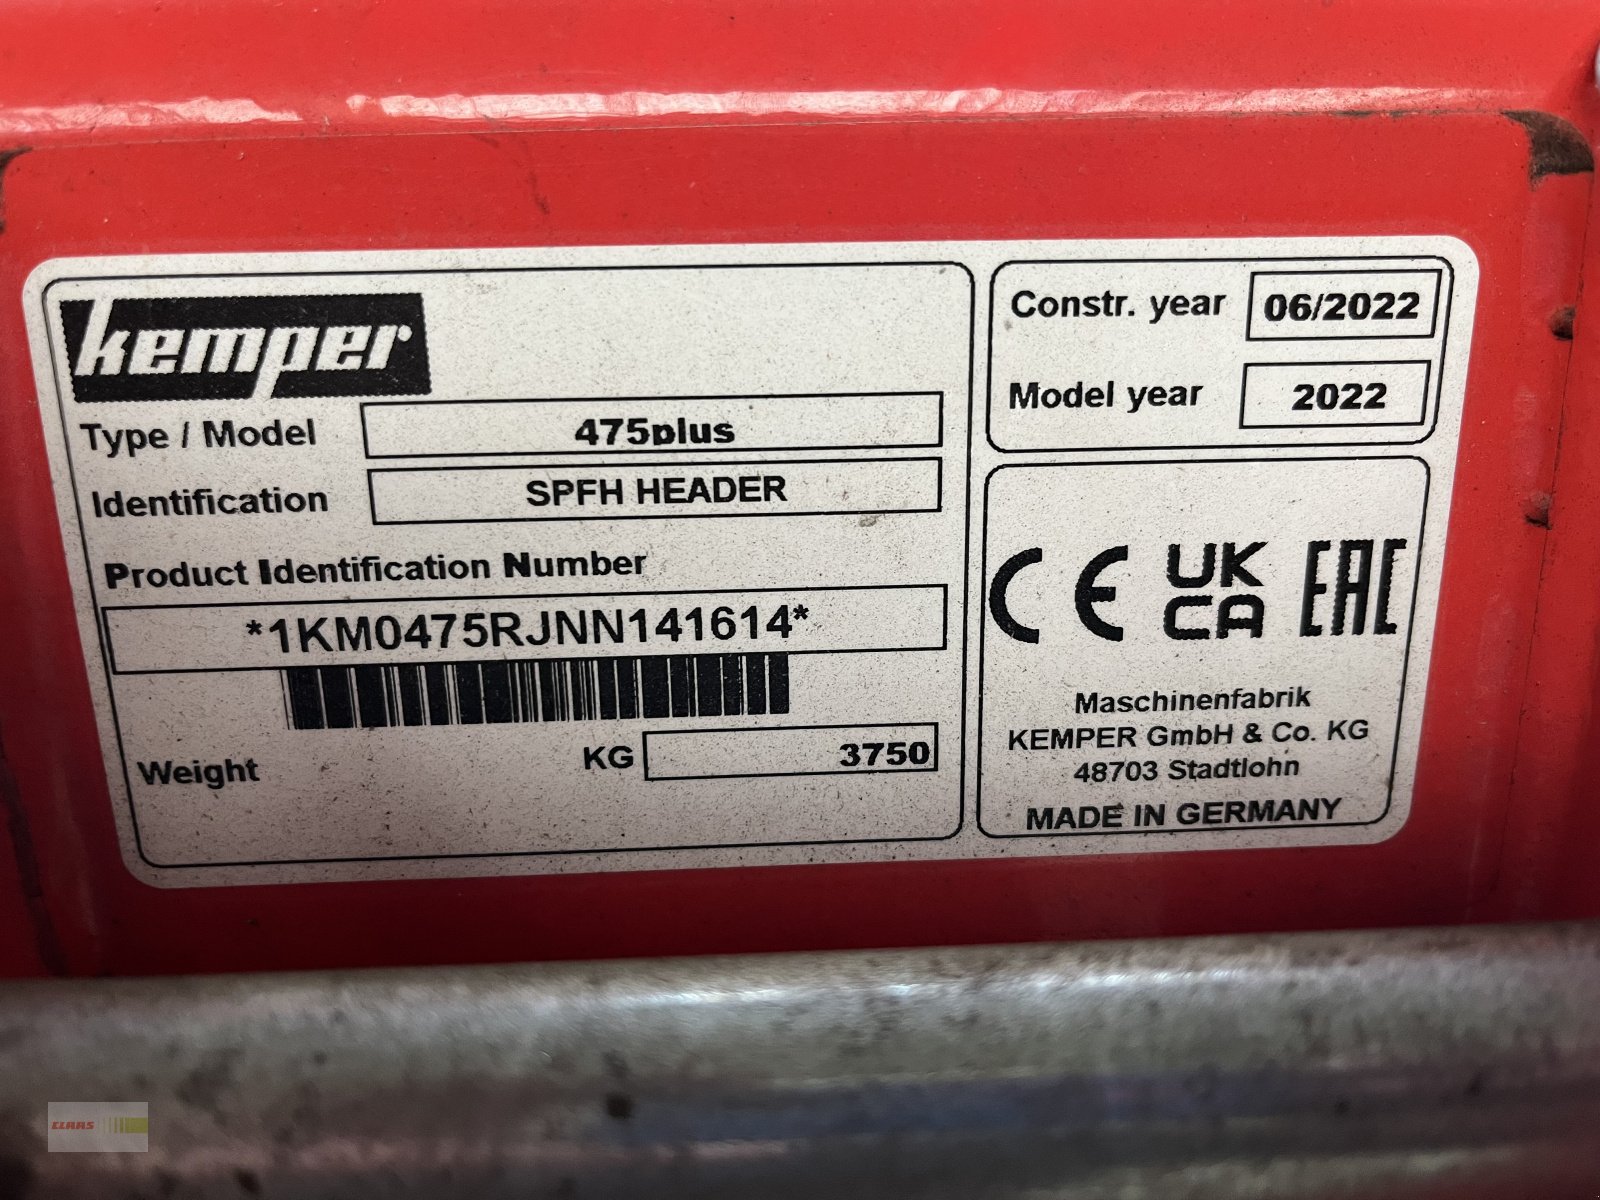 kemper
Type / Model 475plus
Identification SPFH HEADER
Product Identification Number
*1KM0475RJNN141614*
Weight KG 3750
Constr. year 06/2022
Model year 2022
CE UK CA EAC
Maschinenfabrik
KEMPER GmbH & Co. KG
48703 Stadtlohn
MADE IN GERMANY
CLAAS